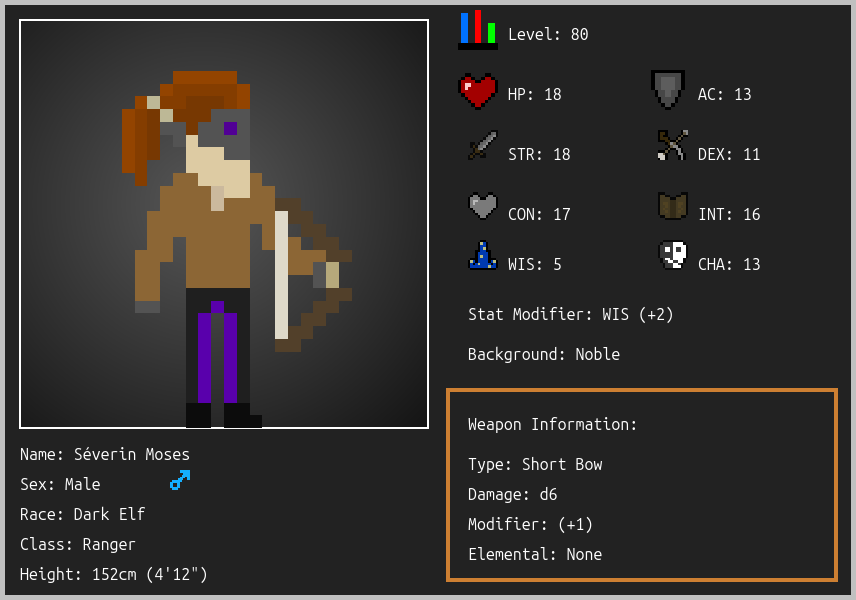 Level: 80
HP: 18
AC: 13
STR: 18
DEX: 11
CON: 17
INT: 16
WIS: 5
CHA: 13
Stat Modifier: WIS (+2)
Background: Noble
Weapon Information:
Type: Short Bow
Damage: d6
Modifier: (+1)
Elemental: None
Name: Séverin Moses
Sex: Male
Race: Dark Elf
Class: Ranger
Height: 152cm (4'12")